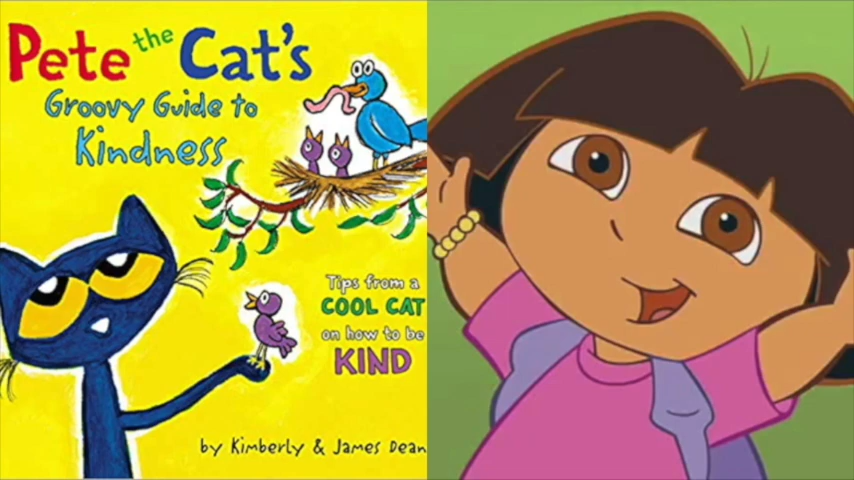 Pete the Cat's
Groovy Guide to
Kindness
Tips from a
COOL CAT
on how to be
KIND
by Kimberly & James Dean